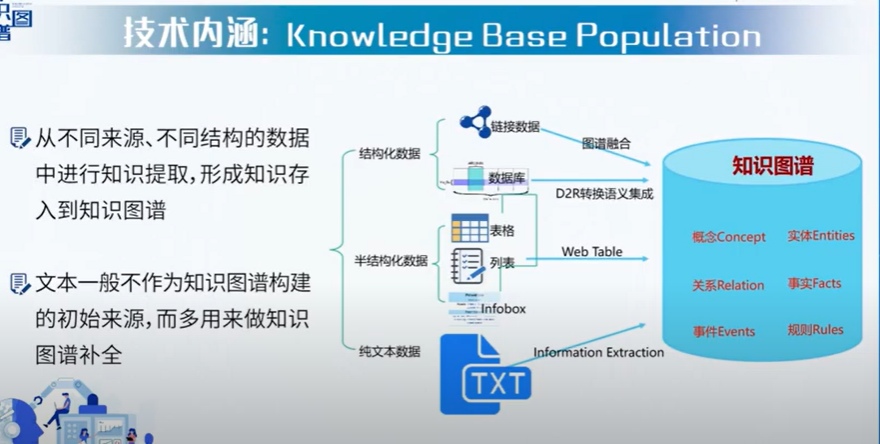 识图
谱
技术内涵: Knowledge Base Population
从不同来源、不同结构的数据
中进行知识提取，形成知识存
入到知识图谱
文本一般不作为知识图谱构建
的初始来源，而多用来做知识
图谱补全
结构化数据
半结构化数据
纯文本数据
链接数据
数据库
表格
列表
Infobox
TXT
图谱融合
D2R转换语义集成
Web Table
Information Extraction
知识图谱
概念Concept 实体Entities
关系Relation 事实Facts
事件Events 规则Rules